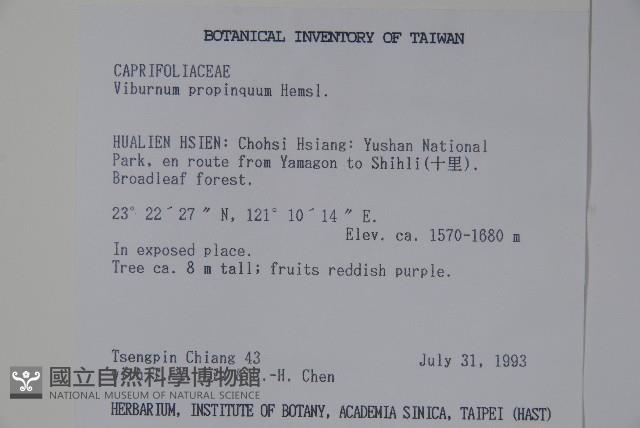 BOTANICAL INVENTORY OF TAIWAN
CAPRIFOLIACEAE
Viburnum propinquum Hemsl.
HUALIEN HSIEN: Chohsi Hsiang: Yushan National
Park, en route from Yamagon to Shihli(十里).
Broadleaf forest.
23° 22´27 ″ N, 121° 10´14 ″ E.
Elev. ca. 1570-1680 m
In exposed place.
Tree ca. 8 m tall; fruits reddish purple.
Tsengpin Chiang 43 July 31, 1993
-H. Chen
國立自然科學博物館
NATIONAL MUSEUM OF NATURAL SCIENCE
HERBARIUM, INSTITUTE OF BOTANY, ACADEMIA SINICA, TAIPEI (HAST)